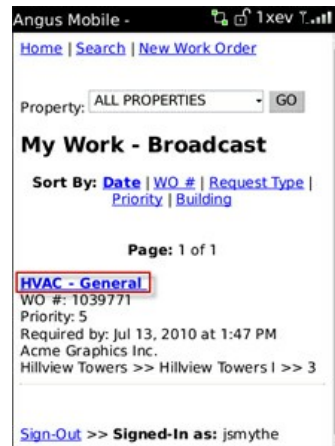 Angus Mobile - 1xev
Home | Search | New Work Order
Property: ALL PROPERTIES GO
My Work - Broadcast
Sort By: Date | WO # | Request Type |
Priority | Building
Page: 1 of 1
HVAC - General
WO #: 1039771
Priority: 5
Required by: Jul 13, 2010 at 1:47 PM
Acme Graphics Inc.
Hillview Towers >> Hillview Towers I >> 3
Sign-Out >> Signed-In as: jsmythe